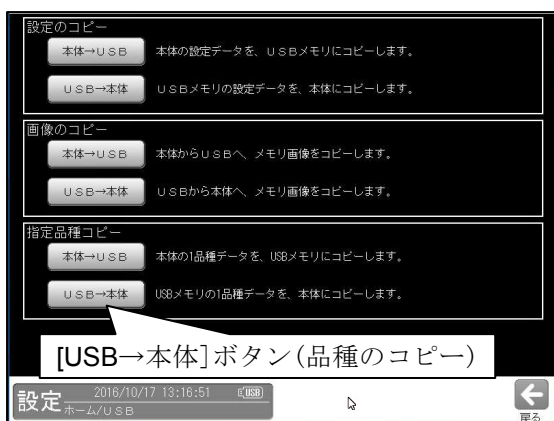 設定のコピー
本体→ＵＳＢ 本体の設定データを、ＵＳＢメモリにコピーします。
ＵＳＢ→本体 ＵＳＢメモリの設定データを、本体にコピーします。
画像のコピー
本体→ＵＳＢ 本体からＵＳＢへ、メモリ画像をコピーします。
ＵＳＢ→本体 ＵＳＢから本体へ、メモリ画像をコピーします。
指定品種コピー
本体→ＵＳＢ 本体の1品種データを、USBメモリにコピーします。
ＵＳＢ→本体 USBメモリの1品種データを、本体にコピーします。
[USB→本体]ボタン(品種のコピー)
設定 2016/10/17 13:16:51 USB
ホーム/ＵＳＢ
戻る